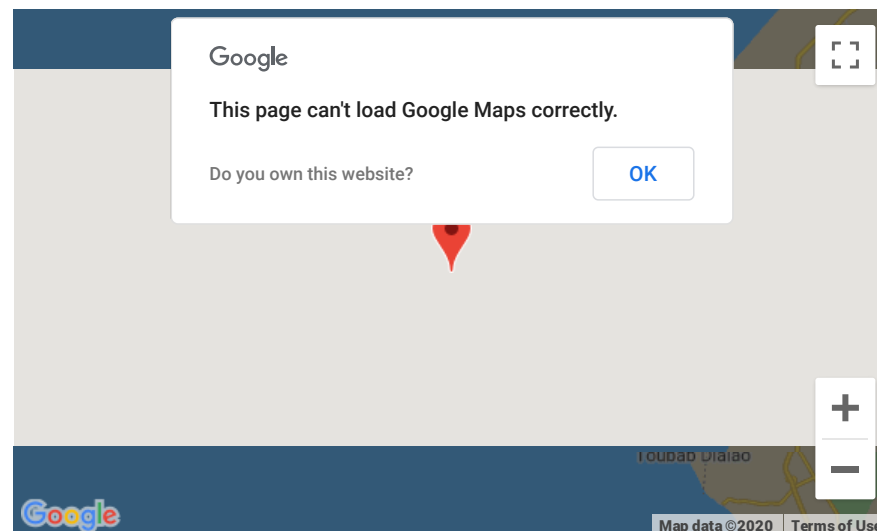 Google
This page can't load Google Maps correctly.
Do you own this website?
OK
Toubab Dialao
Google
Map data ©2020
Terms of Use